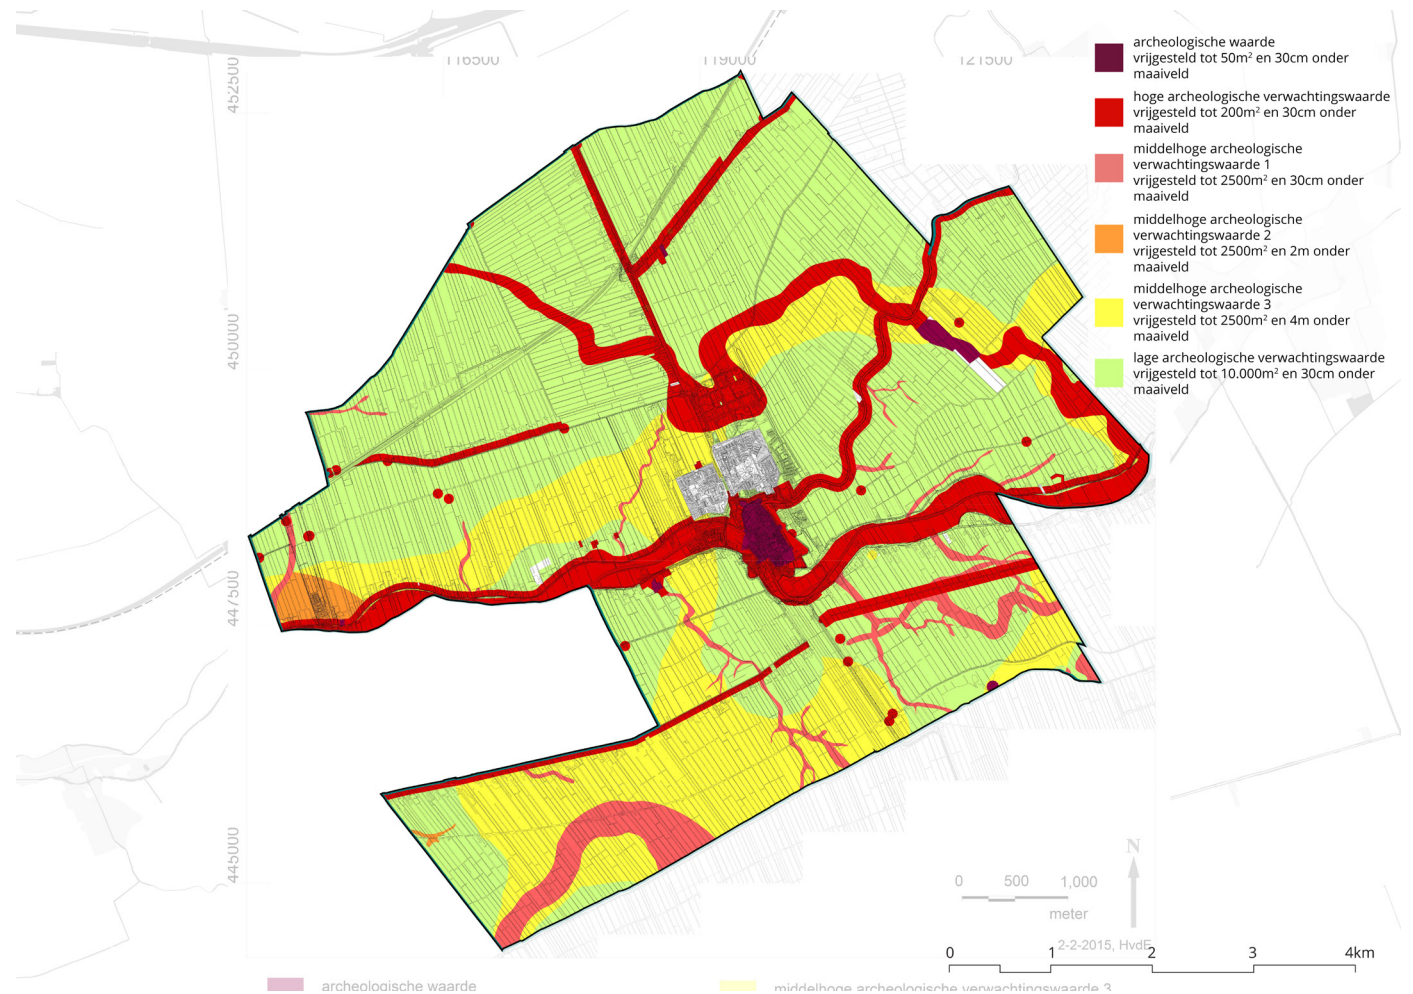 116500
119000
121500
452500
450000
447500
445000
archeologische waarde
vrijgesteld tot 50m² en 30cm onder
maaiveld
hoge archeologische verwachtingswaarde
vrijgesteld tot 200m² en 30cm onder
maaiveld
middelhoge archeologische
verwachtingswaarde 1
vrijgesteld tot 2500m² en 30cm onder
maaiveld
middelhoge archeologische
verwachtingswaarde 2
vrijgesteld tot 2500m² en 2m onder
maaiveld
middelhoge archeologische
verwachtingswaarde 3
vrijgesteld tot 2500m² en 4m onder
maaiveld
lage archeologische verwachtingswaarde
vrijgesteld tot 10.000m² en 30cm onder
maaiveld
N
0 500 1,000
meter
2-2-2015, HvdE
0 1 2 3 4km
archeologische waarde
middelhoge archeologische verwachtingswaarde 3